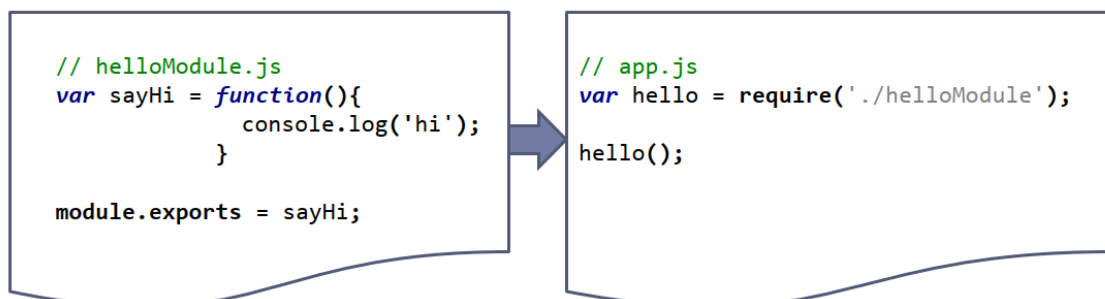 // helloModule.js
var sayHi = function(){
console.log('hi');
}
module.exports = sayHi;
// app.js
var hello = require('./helloModule');
hello();